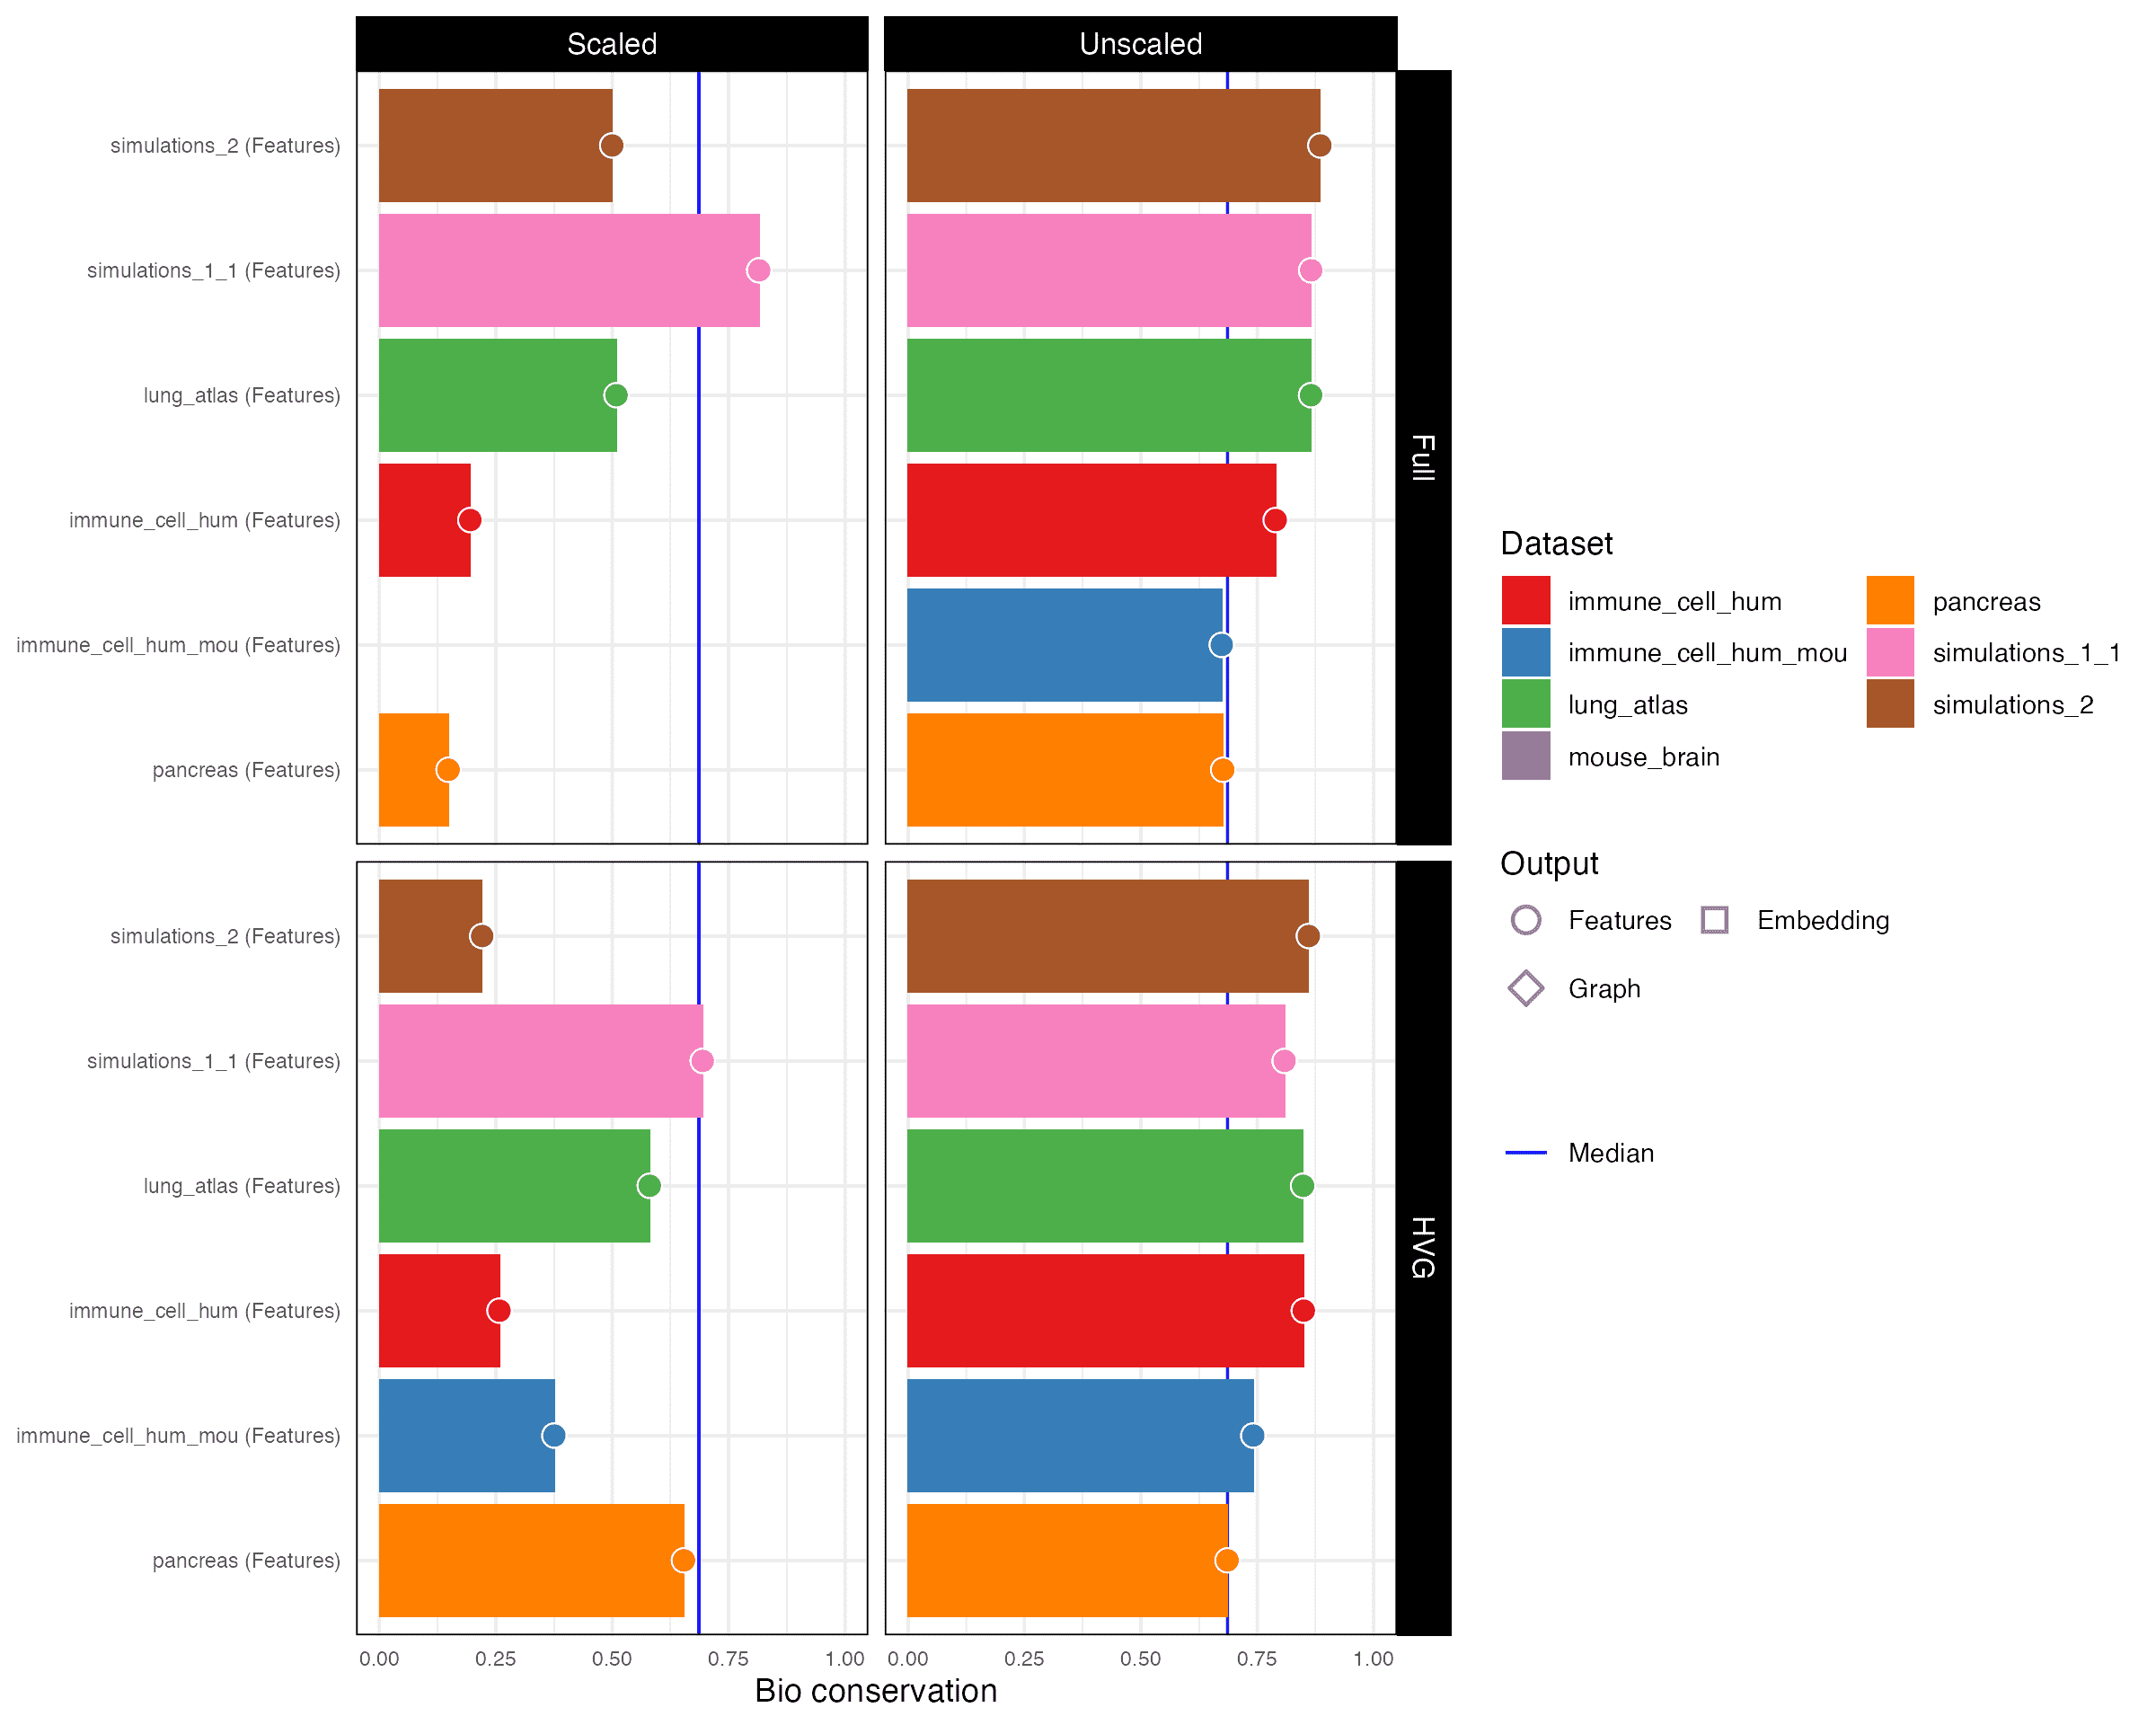 Scaled
Unscaled
simulations_2 (Features)
simulations_1_1 (Features)
lung_atlas (Features)
immune_cell_hum (Features)
immune_cell_hum_mou (Features)
pancreas (Features)
Full
simulations_2 (Features)
simulations_1_1 (Features)
lung_atlas (Features)
immune_cell_hum (Features)
immune_cell_hum_mou (Features)
pancreas (Features)
HVG
0.00 0.25 0.50 0.75 1.00 0.00 0.25 0.50 0.75 1.00
Bio conservation
Dataset
immune_cell_hum pancreas
immune_cell_hum_mou simulations_1_1
lung_atlas simulations_2
mouse_brain
Output
Features Embedding
Graph
Median